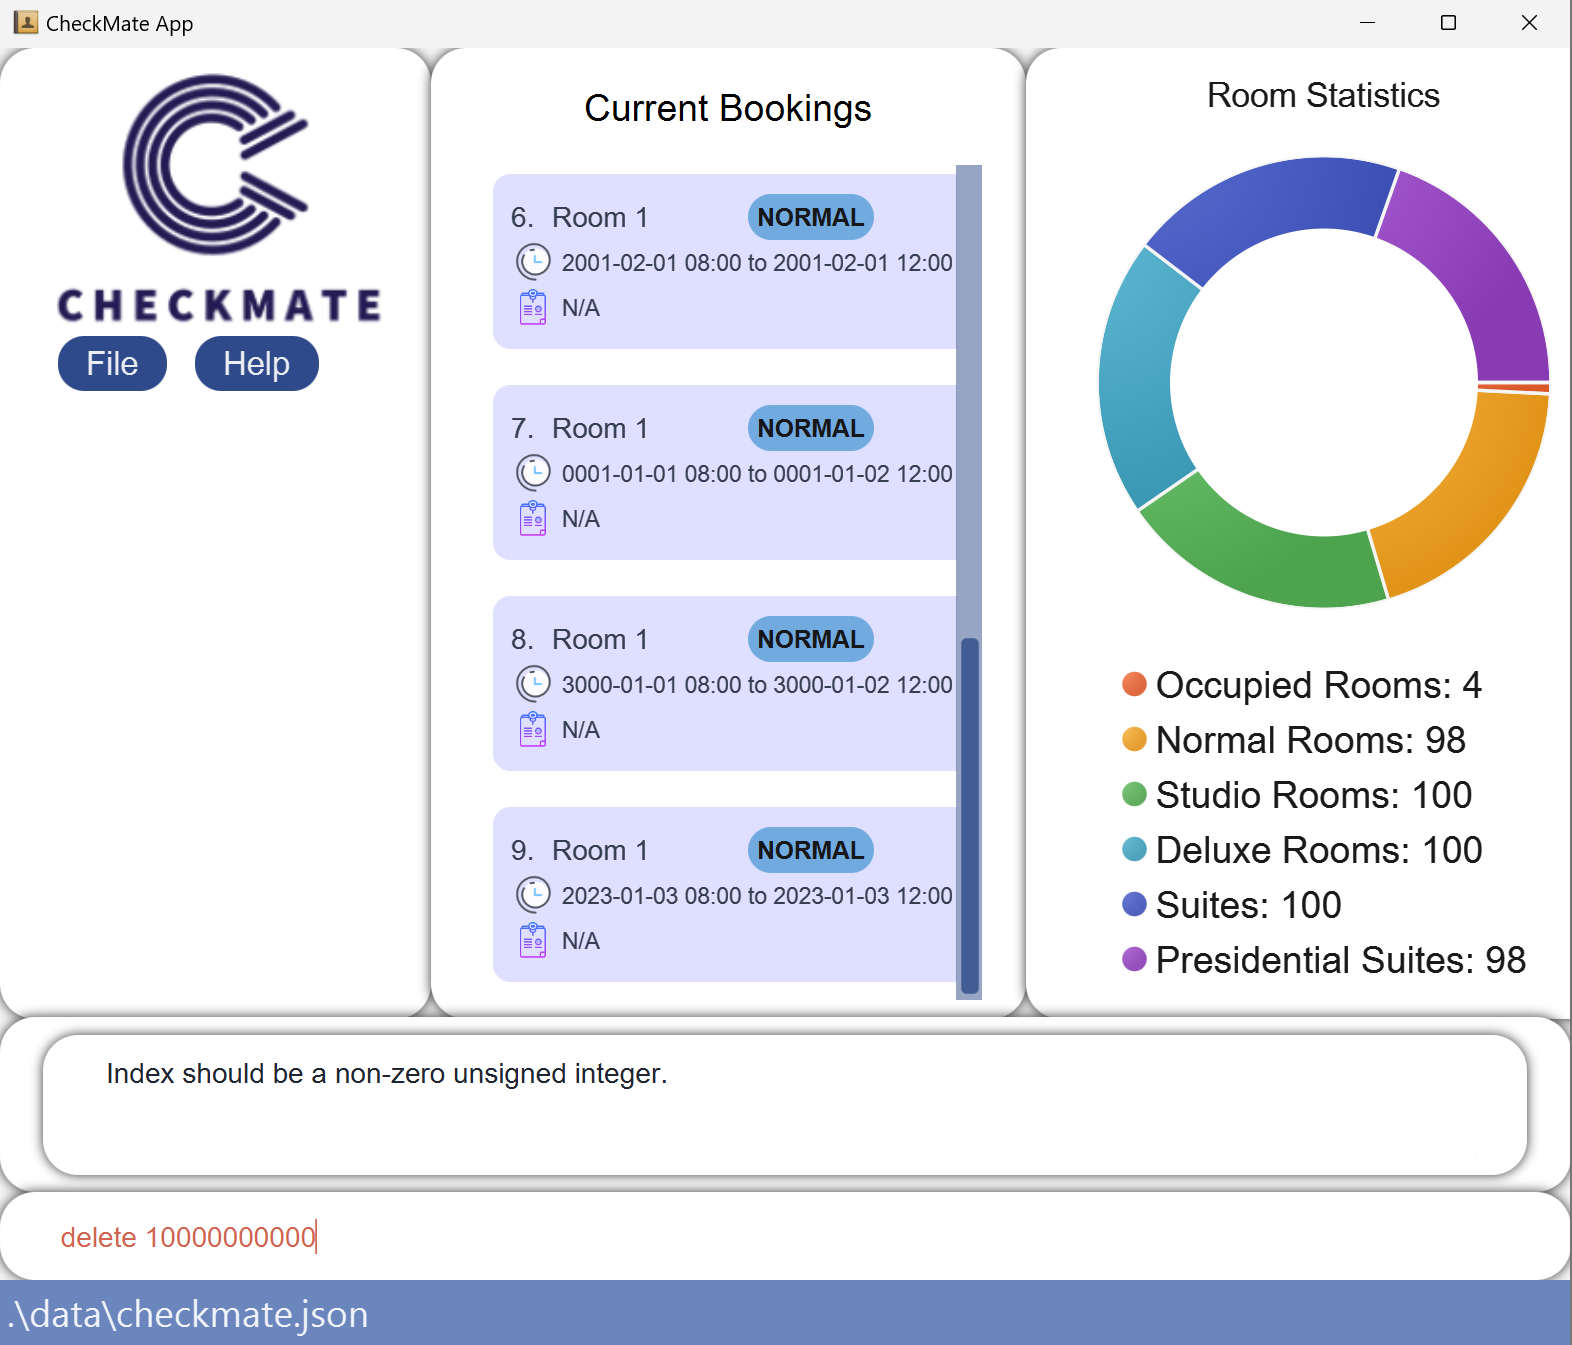 CheckMate App
CHECKMATE
File
Help
Current Bookings
6. Room 1 NORMAL
2001-02-01 08:00 to 2001-02-01 12:00
N/A
7. Room 1 NORMAL
0001-01-01 08:00 to 0001-01-02 12:00
N/A
8. Room 1 NORMAL
3000-01-01 08:00 to 3000-01-02 12:00
N/A
9. Room 1 NORMAL
2023-01-03 08:00 to 2023-01-03 12:00
N/A
Room Statistics
Occupied Rooms: 4
Normal Rooms: 98
Studio Rooms: 100
Deluxe Rooms: 100
Suites: 100
Presidential Suites: 98
Index should be a non-zero unsigned integer.
delete 10000000000
.\data\checkmate.json